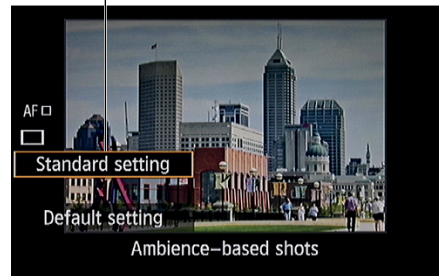 AF
Standard setting
Default setting
Ambience-based shots